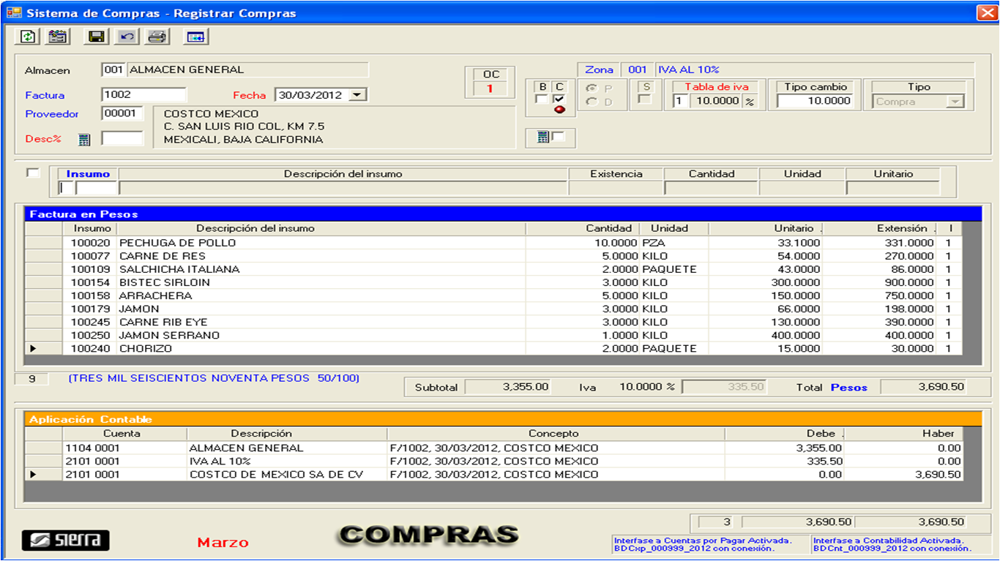 Sistema de Compras - Registrar Compras
Almacen 001 ALMACEN GENERAL
OC
1
Zona 001 IVA AL 10%
Factura 1002 Fecha 30/03/2012
B C
P
D
S
Tabla de iva
1 10.0000 %
Tipo cambio
10.0000
Tipo
Compra
Proveedor 00001 COSTCO MEXICO
C. SAN LUIS RIO COL, KM 7.5
Desc% MEXICALI, BAJA CALIFORNIA
Insumo Descripción del insumo Existencia Cantidad Unidad Unitario
Factura en Pesos
Insumo Descripción del insumo Cantidad Unidad Unitario Extensión I
100020 PECHUGA DE POLLO 10.0000 PZA 33.1000 331.0000 1
100077 CARNE DE RES 5.0000 KILO 54.0000 270.0000 1
100109 SALCHICHA ITALIANA 2.0000 PAQUETE 43.0000 86.0000 1
100154 BISTEC SIRLOIN 3.0000 KILO 300.0000 900.0000 1
100158 ARRACHERA 5.0000 KILO 150.0000 750.0000 1
100179 JAMON 3.0000 KILO 66.0000 198.0000 1
100245 CARNE RIB EYE 3.0000 KILO 130.0000 390.0000 1
100250 JAMON SERRANO 1.0000 KILO 400.0000 400.0000 1
100240 CHORIZO 2.0000 PAQUETE 15.0000 30.0000 1
9 (TRES MIL SEISCIENTOS NOVENTA PESOS 50/100)
Subtotal 3,355.00 Iva 10.0000 % 335.50 Total Pesos 3,690.50
Aplicación Contable
Cuenta Descripción Concepto Debe Haber
1104 0001 ALMACEN GENERAL F/1002, 30/03/2012, COSTCO MEXICO 3,355.00 0.00
2101 0001 IVA AL 10% F/1002, 30/03/2012, COSTCO MEXICO 335.50 0.00
2101 0001 COSTCO DE MEXICO SA DE CV F/1002, 30/03/2012, COSTCO MEXICO 0.00 3,690.50
3 3,690.50 3,690.50
sierra
Marzo
COMPRAS
Interfase a Cuentas por Pagar Activada.
BDCxp_000999_2012 con conexión.
Interfase a Contabilidad Activada.
BDCnt_000999_2012 con conexión.